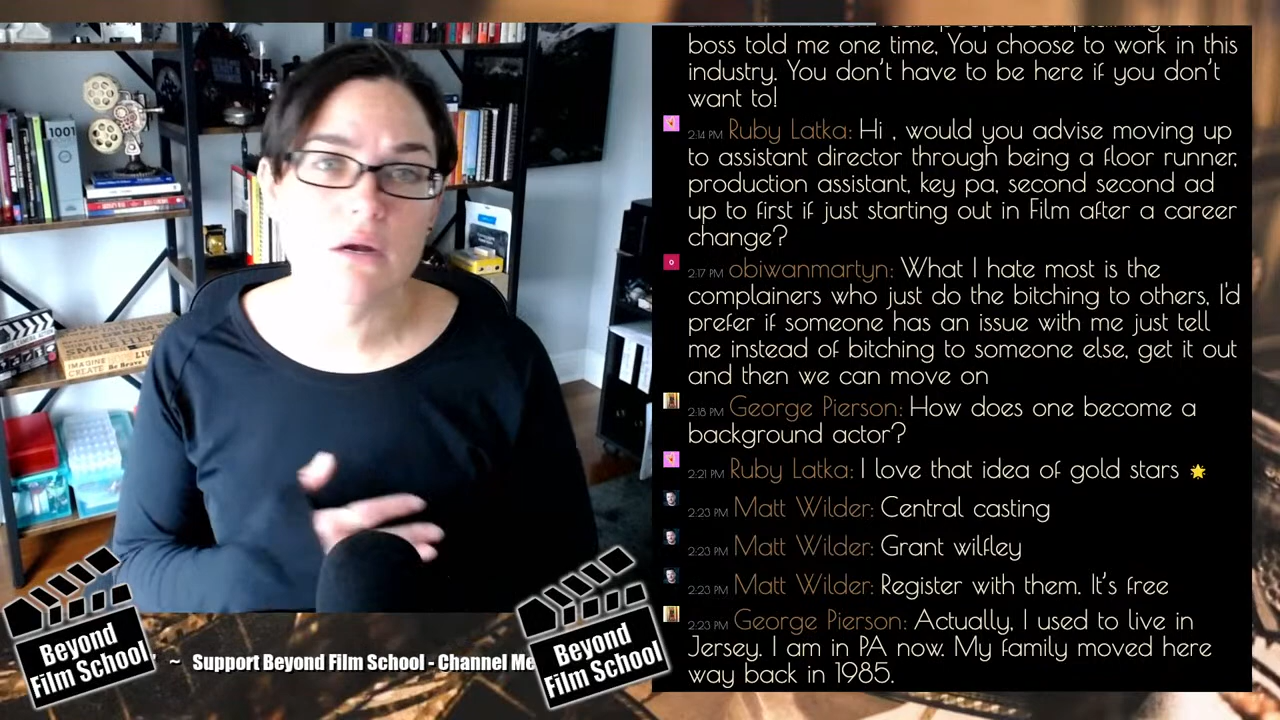 boss told me one time, You choose to work in this
industry. You don't have to be here if you don't
want to!
2:14 PM Ruby Latka: Hi , would you advise moving up
to assistant director through being a floor runner,
production assistant, key pa, second second ad
up to first if just starting out in Film after a career
change?
2:17 PM obiwanmartyn: What I hate most is the
complainers who just do the bitching to others, I'd
prefer if someone has an issue with me just tell
me instead of bitching to someone else, get it out
and then we can move on
2:18 PM George Pierson: How does one become a
background actor?
2:21 PM Ruby Latka: I love that idea of gold stars 🌟
2:23 PM Matt Wilder: Central casting
2:23 PM Matt Wilder: Grant wilfley
2:23 PM Matt Wilder: Register with them. It's free
2:23 PM George Pierson: Actually, I used to live in
Jersey. I am in PA now. My family moved here
way back in 1985.
1001
IMAGINE
CREATE Be Brave
Beyond
Film School
~ Support Beyond Film School - Channel Me
Beyond
Film School